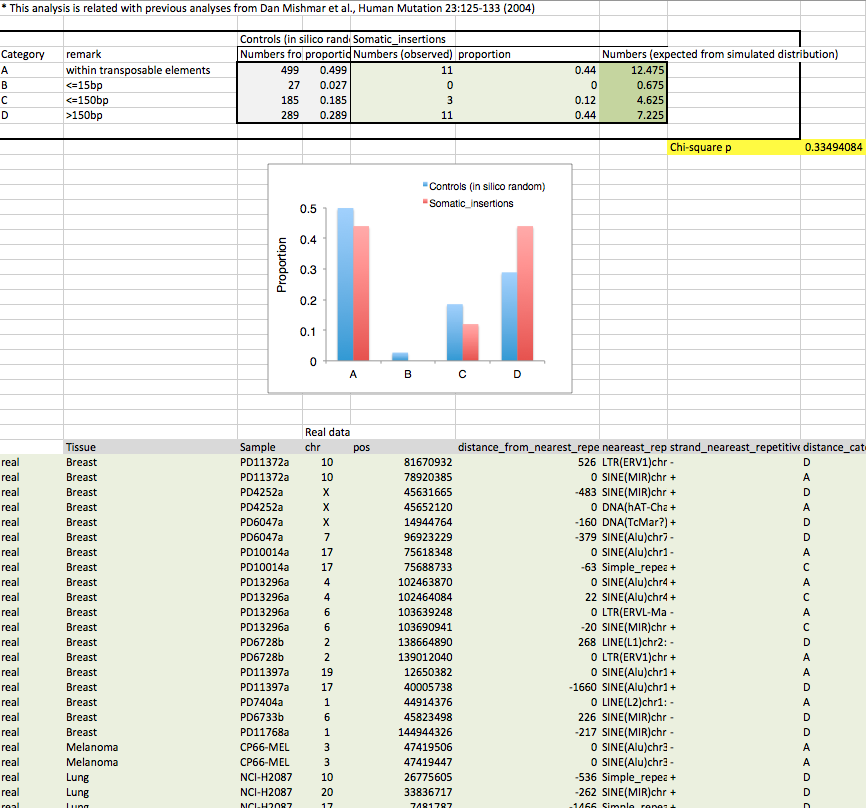 * This analysis is related with previous analyses from Dan Mishmar et al., Human Mutation 23:125-133 (2004)
Controls (in silico rand Somatic_insertions
Category remark Numbers fro proportio Numbers (observed) proportion Numbers (expected from simulated distribution)
A within transposable elements 499 0.499 11 0.44 12.475
B <=15bp 27 0.027 0 0 0.675
C <=150bp 185 0.185 3 0.12 4.625
D >150bp 289 0.289 11 0.44 7.225
Chi-square p 0.33494084
Controls (in silico random)
Somatic_insertions
Proportion
0.5
0.4
0.3
0.2
0.1
0
A B C D
Real data
Tissue Sample chr pos distance_from_nearest_repe neareast_rep strand_neareast_repetitive distance_cat
real Breast PD11372a 10 81670932 526 LTR(ERV1)chr - D
real Breast PD11372a 10 78920385 0 SINE(MIR)chr + A
real Breast PD4252a X 45631665 -483 SINE(MIR)chr + D
real Breast PD4252a X 45652120 0 DNA(hAT-Cha + A
real Breast PD6047a X 14944764 -160 DNA(TcMar?) + D
real Breast PD6047a 7 96923229 -379 SINE(Alu)chr7 - D
real Breast PD10014a 17 75618348 0 SINE(Alu)chr1 - A
real Breast PD10014a 17 75688733 -63 Simple_repea + C
real Breast PD13296a 4 102463870 0 SINE(Alu)chr4 + A
real Breast PD13296a 4 102464084 22 SINE(Alu)chr4 + C
real Breast PD13296a 6 103639248 0 LTR(ERVL-Ma - A
real Breast PD13296a 6 103690941 -20 SINE(MIR)chr + C
real Breast PD6728b 2 138664890 268 LINE(L1)chr2: - D
real Breast PD6728b 2 139012040 0 LTR(ERV1)chr + A
real Breast PD11397a 19 12650382 0 SINE(Alu)chr1 + A
real Breast PD11397a 17 40005738 -1660 SINE(Alu)chr1 + D
real Breast PD7404a 1 44914376 0 LINE(L2)chr1: - A
real Breast PD6733b 6 45823498 226 SINE(MIR)chr - D
real Breast PD11768a 1 144944326 -217 SINE(MIR)chr - D
real Melanoma CP66-MEL 3 47419506 0 SINE(Alu)chr3 - A
real Melanoma CP66-MEL 3 47419447 0 SINE(Alu)chr3 - A
real Lung NCI-H2087 10 26775605 -536 Simple_repea + D
real Lung NCI-H2087 20 33836717 -262 SINE(MIR)chr + D
real Lung NCI-H2087 17 7481787 -1466 Simple_repea + D